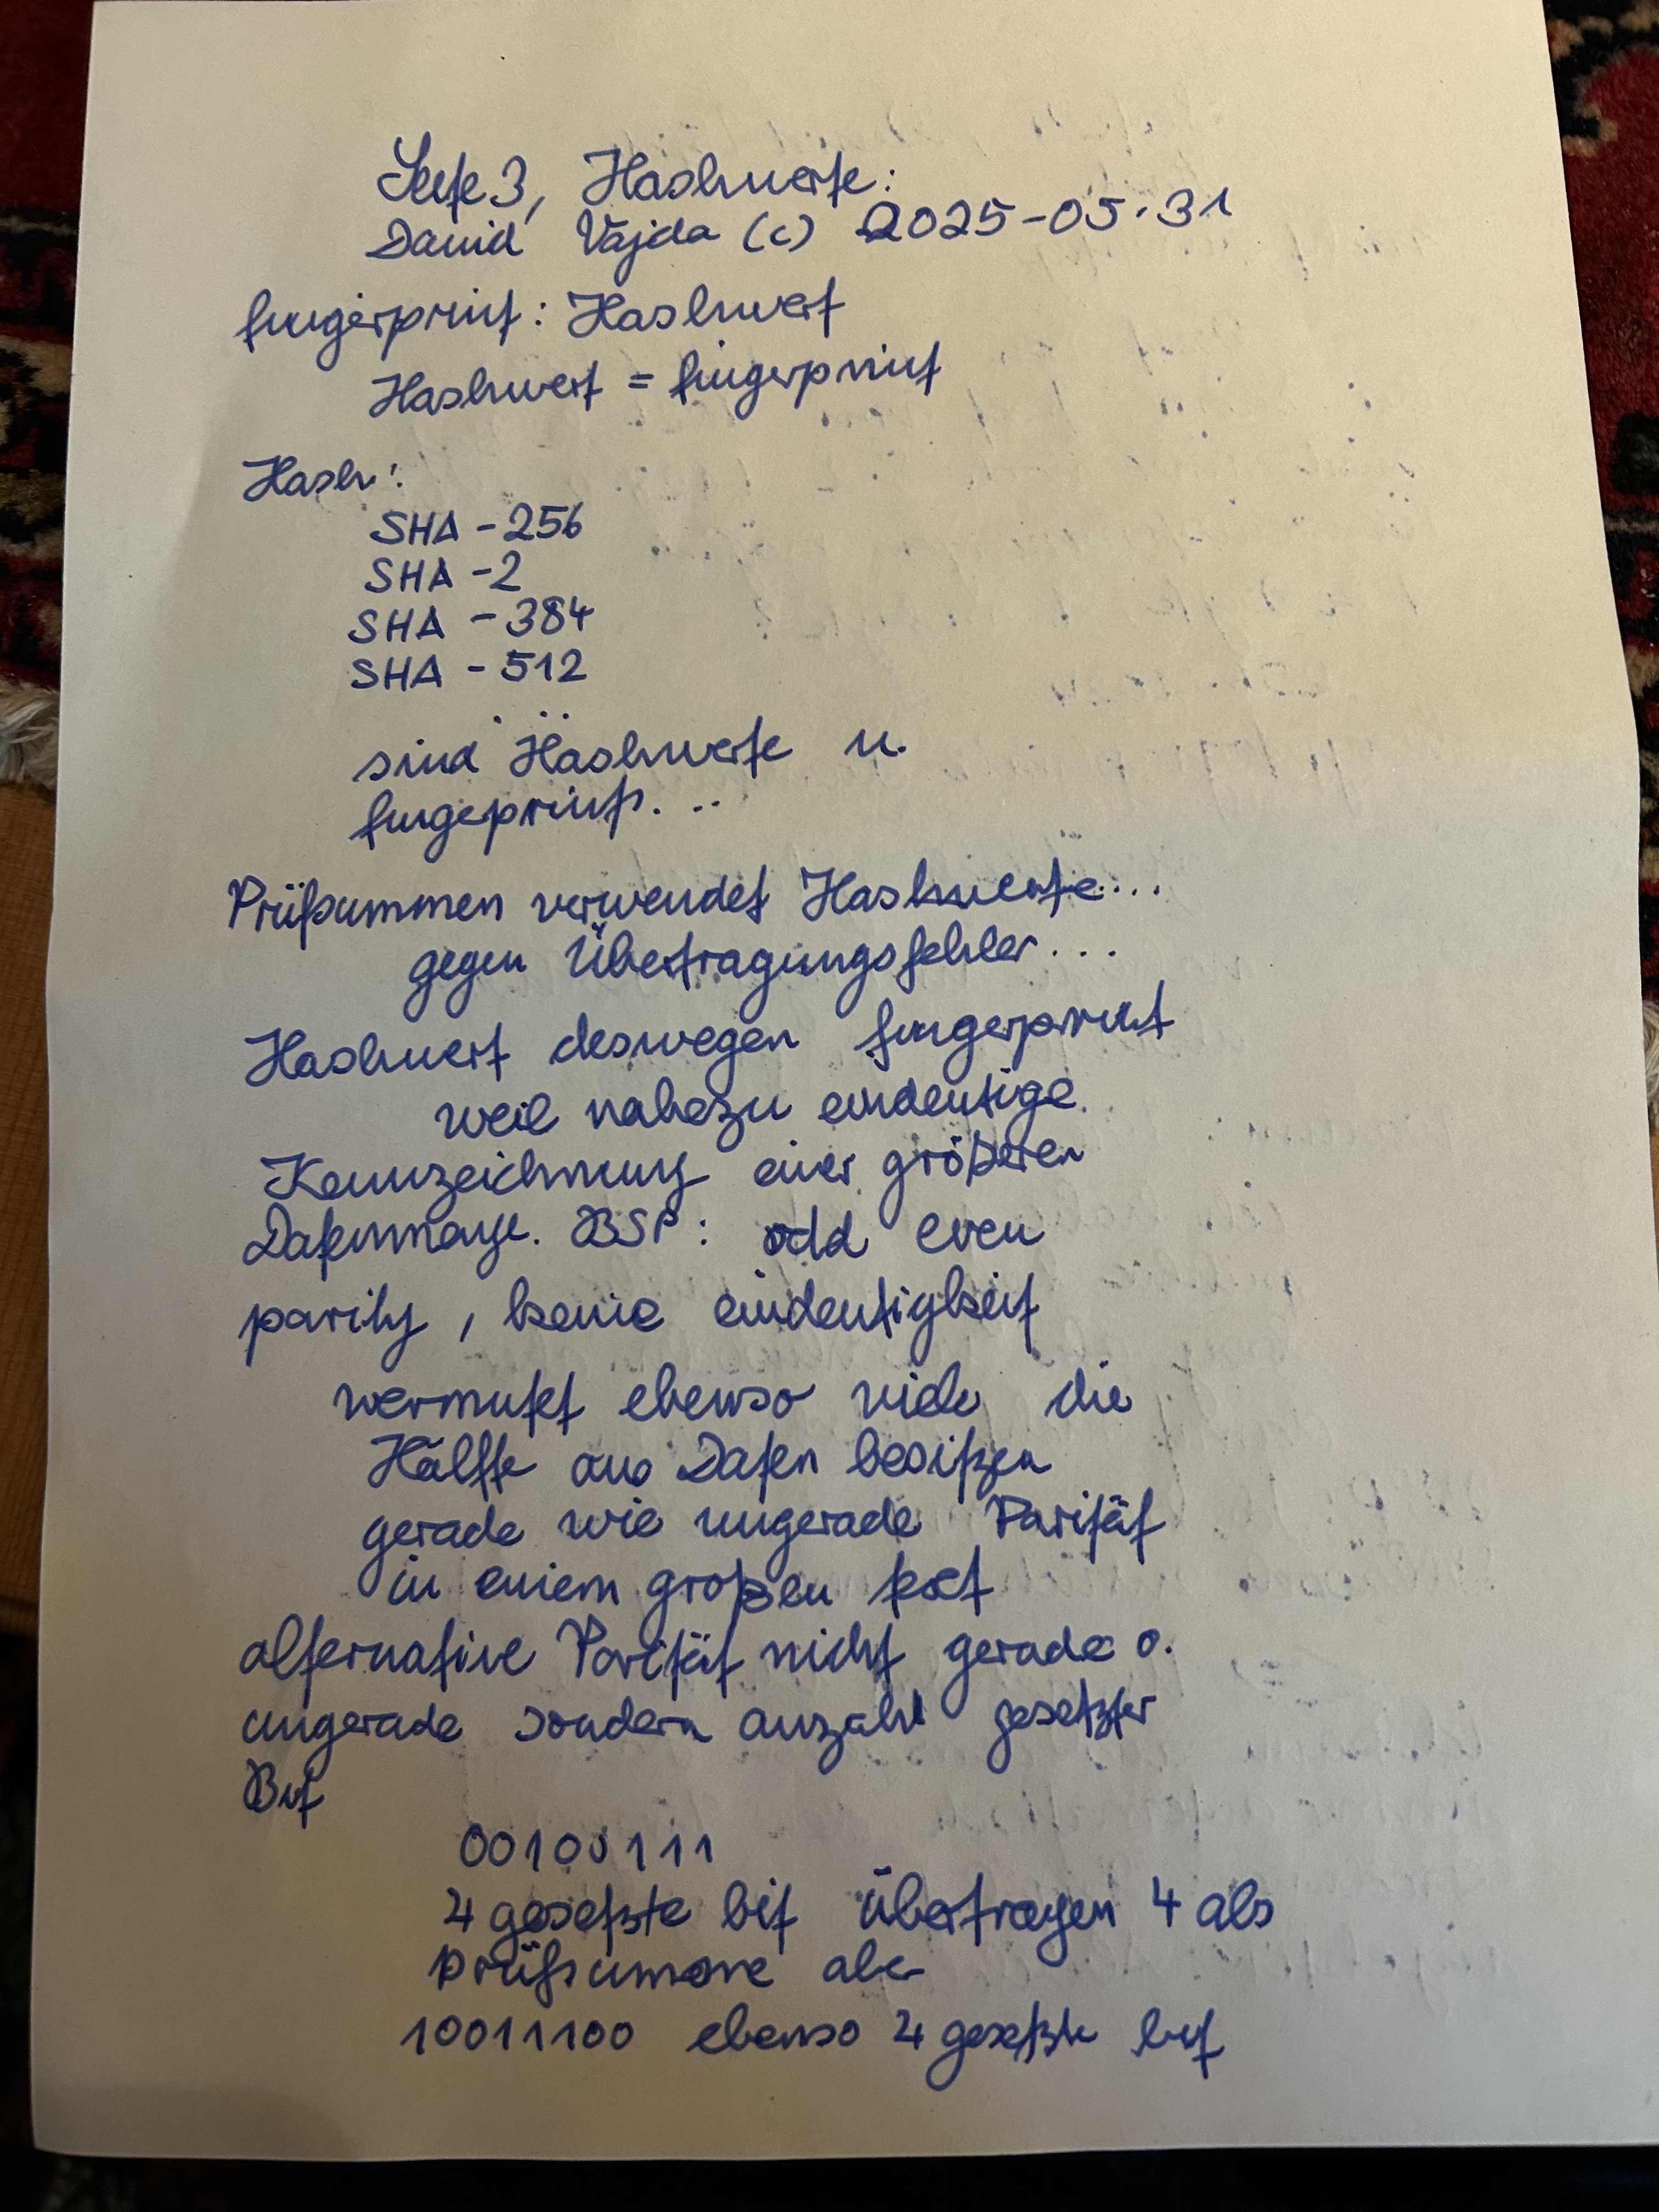 Seite 3, Hashwerte:
David Vajda (c) 2025-05-31
fingerprint: Hashwert
Hashwert = fingerprint
Hash:
SHA-256
SHA-2
SHA-384
SHA-512
...
sind Hashwerte u.
fingeprints...
Prüfsummen verwendet Hashwerte....
gegen Übertragungsfehler...
Hashwert deswegen fingerprint
weil nahezu eindeutige
Kennzeichnung einer größeren
Datenmenge. BSP: odd even
parity, keine eindeutigkeit
vermutet ebenso viele die
Hälfte aus Daten besitzen
gerade wie ungerade Parität
in einem großen
alternative Parität nicht gerade o.
ungerade sondern anzahl gesetzter
Bit
00100111
4 gesetzte bit übertragen 4 als
prüfsumme aber
10011100 ebenso 4 gesetzte bit